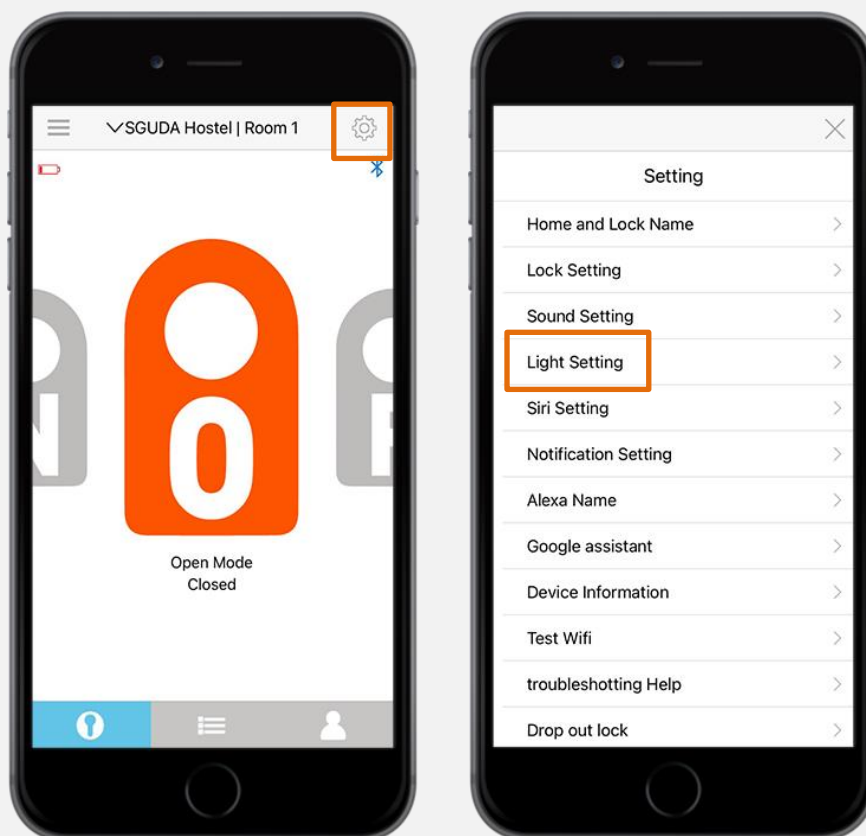 SGUDA Hostel | Room 1
N
O
F
Open Mode
Closed
Setting
Home and Lock Name
Lock Setting
Sound Setting
Light Setting
Siri Setting
Notification Setting
Alexa Name
Google assistant
Device Information
Test Wifi
troubleshotting Help
Drop out lock